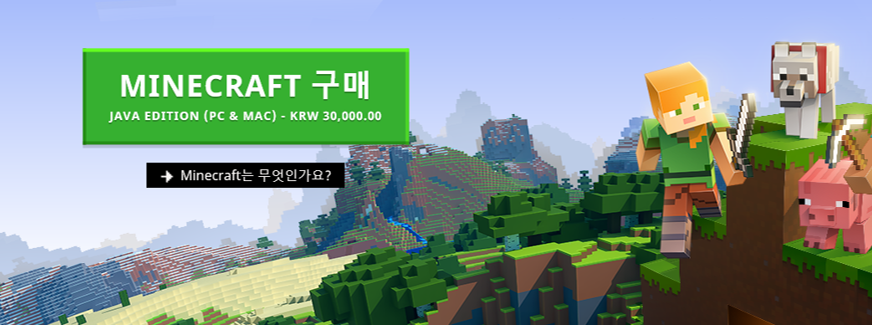 MINECRAFT 구매
JAVA EDITION (PC & MAC) - KRW 30,000.00
Minecraft는 무엇인가요?